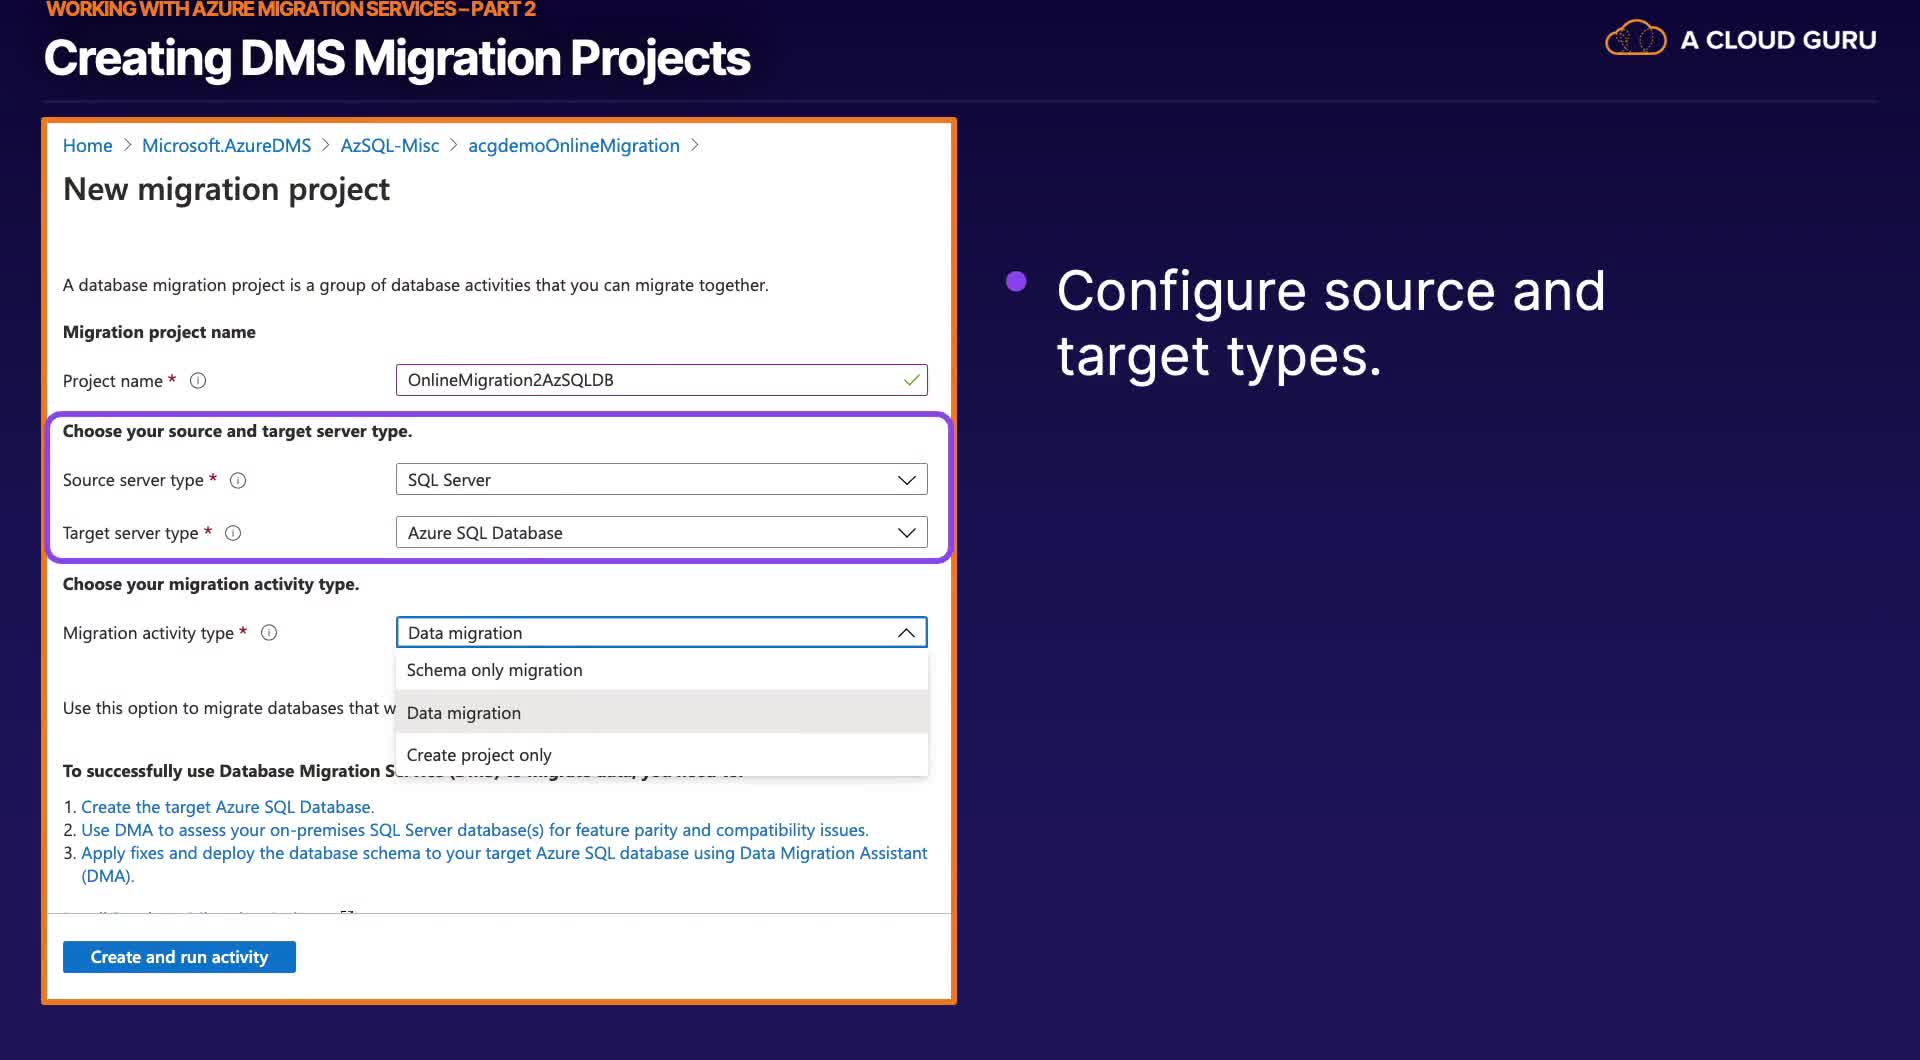 WORKING WITH AZURE MIGRATION SERVICES – PART 2
Creating DMS Migration Projects
A CLOUD GURU
Home > Microsoft.AzureDMS > AzSQL-Misc > acgdemoOnlineMigration >
New migration project
A database migration project is a group of database activities that you can migrate together.
Migration project name
Project name * OnlineMigration2AzSQLDB
Choose your source and target server type.
Source server type * SQL Server
Target server type * Azure SQL Database
Choose your migration activity type.
Migration activity type * Data migration
Schema only migration
Use this option to migrate databases that
Data migration
Create project only
To successfully use Database Migration
1. Create the target Azure SQL Database.
2. Use DMA to assess your on-premises SQL Server database(s) for feature parity and compatibility issues.
3. Apply fixes and deploy the database schema to your target Azure SQL database using Data Migration Assistant
(DMA).
Create and run activity
Configure source and
target types.